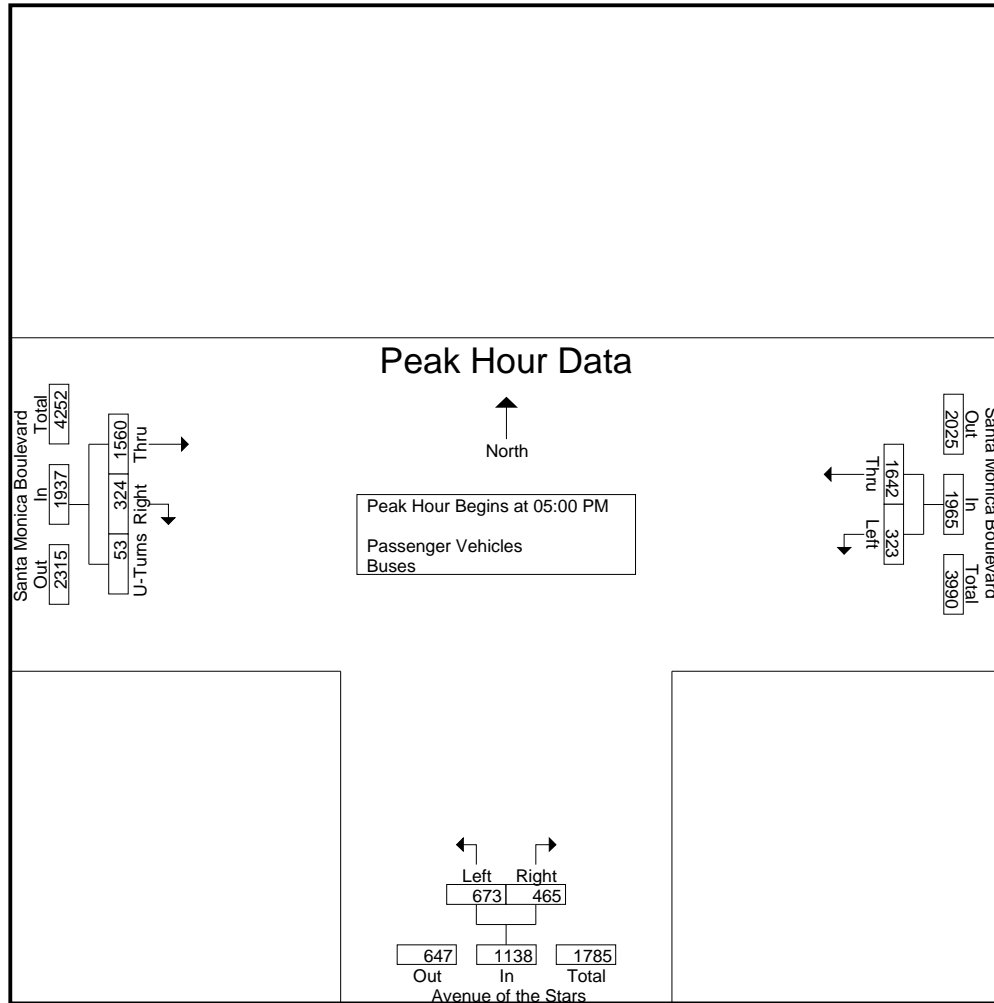 Peak Hour Data
North
Peak Hour Begins at 05:00 PM
Passenger Vehicles
Buses
Santa Monica Boulevard
Total
4252
In
1937
Out
2315
1560
Thru
324
Right
53
U-Turns
Santa Monica Boulevard
Out
2025
In
1965
Total
3990
1642
Thru
323
Left
Left
Right
673
465
647
1138
1785
Out
In
Total
Avenue of the Stars